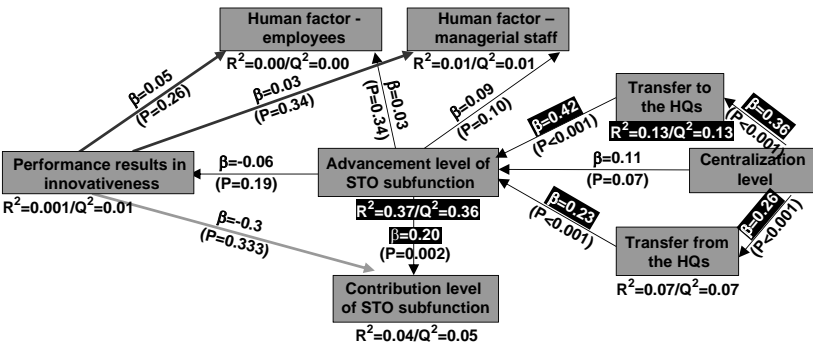 Human factor -
employees
R²=0.00/Q²=0.00
Human factor –
managerial staff
R²=0.01/Q²=0.01
β=0.05
(P=0.26)
β=0.03
(P=0.34)
β=0.03
(P=0.34)
β=0.09
(P=0.10)
β=0.42
(P<0.001)
Transfer to
the HQs
R²=0.13/Q²=0.13
β=0.36
(P<0.001)
Performance results in
innovativeness
R²=0.001/Q²=0.01
β=-0.06
(P=0.19)
Advancement level of
STO subfunction
R²=0.37/Q²=0.36
β=0.11
(P=0.07)
Centralization
level
β=-0.3
(P=0.333)
β=0.20
(P=0.002)
β=0.23
(P<0.001)
β=0.26
(P<0.001)
Transfer from
the HQs
R²=0.07/Q²=0.07
Contribution level
of STO subfunction
R²=0.04/Q²=0.05